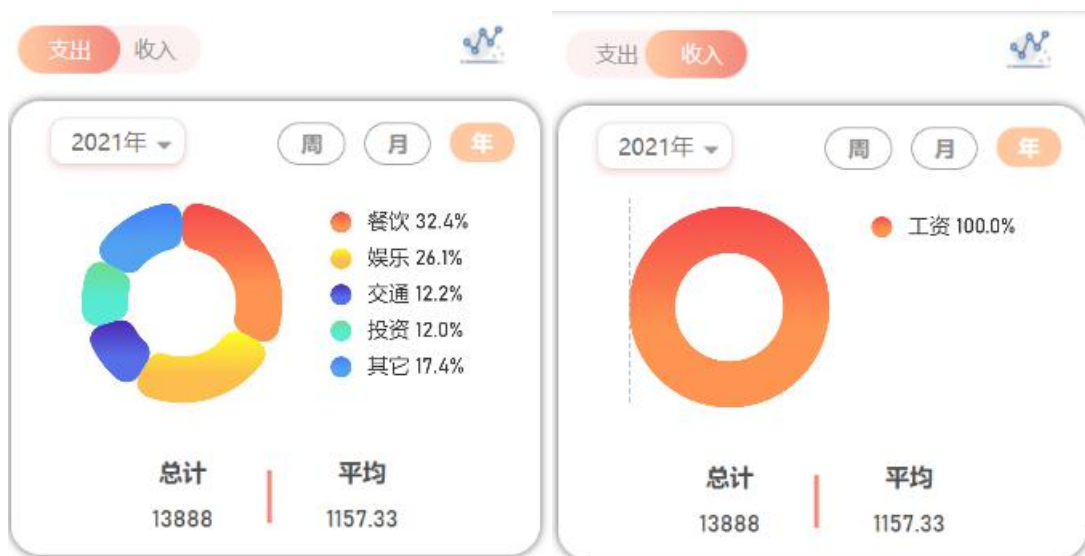 支出 收入
2021年 周 月 年
餐饮 32.4%
娱乐 26.1%
交通 12.2%
投资 12.0%
其它 17.4%
总计 平均
13888 1157.33
支出 收入
2021年 周 月 年
工资 100.0%
总计 平均
13888 1157.33